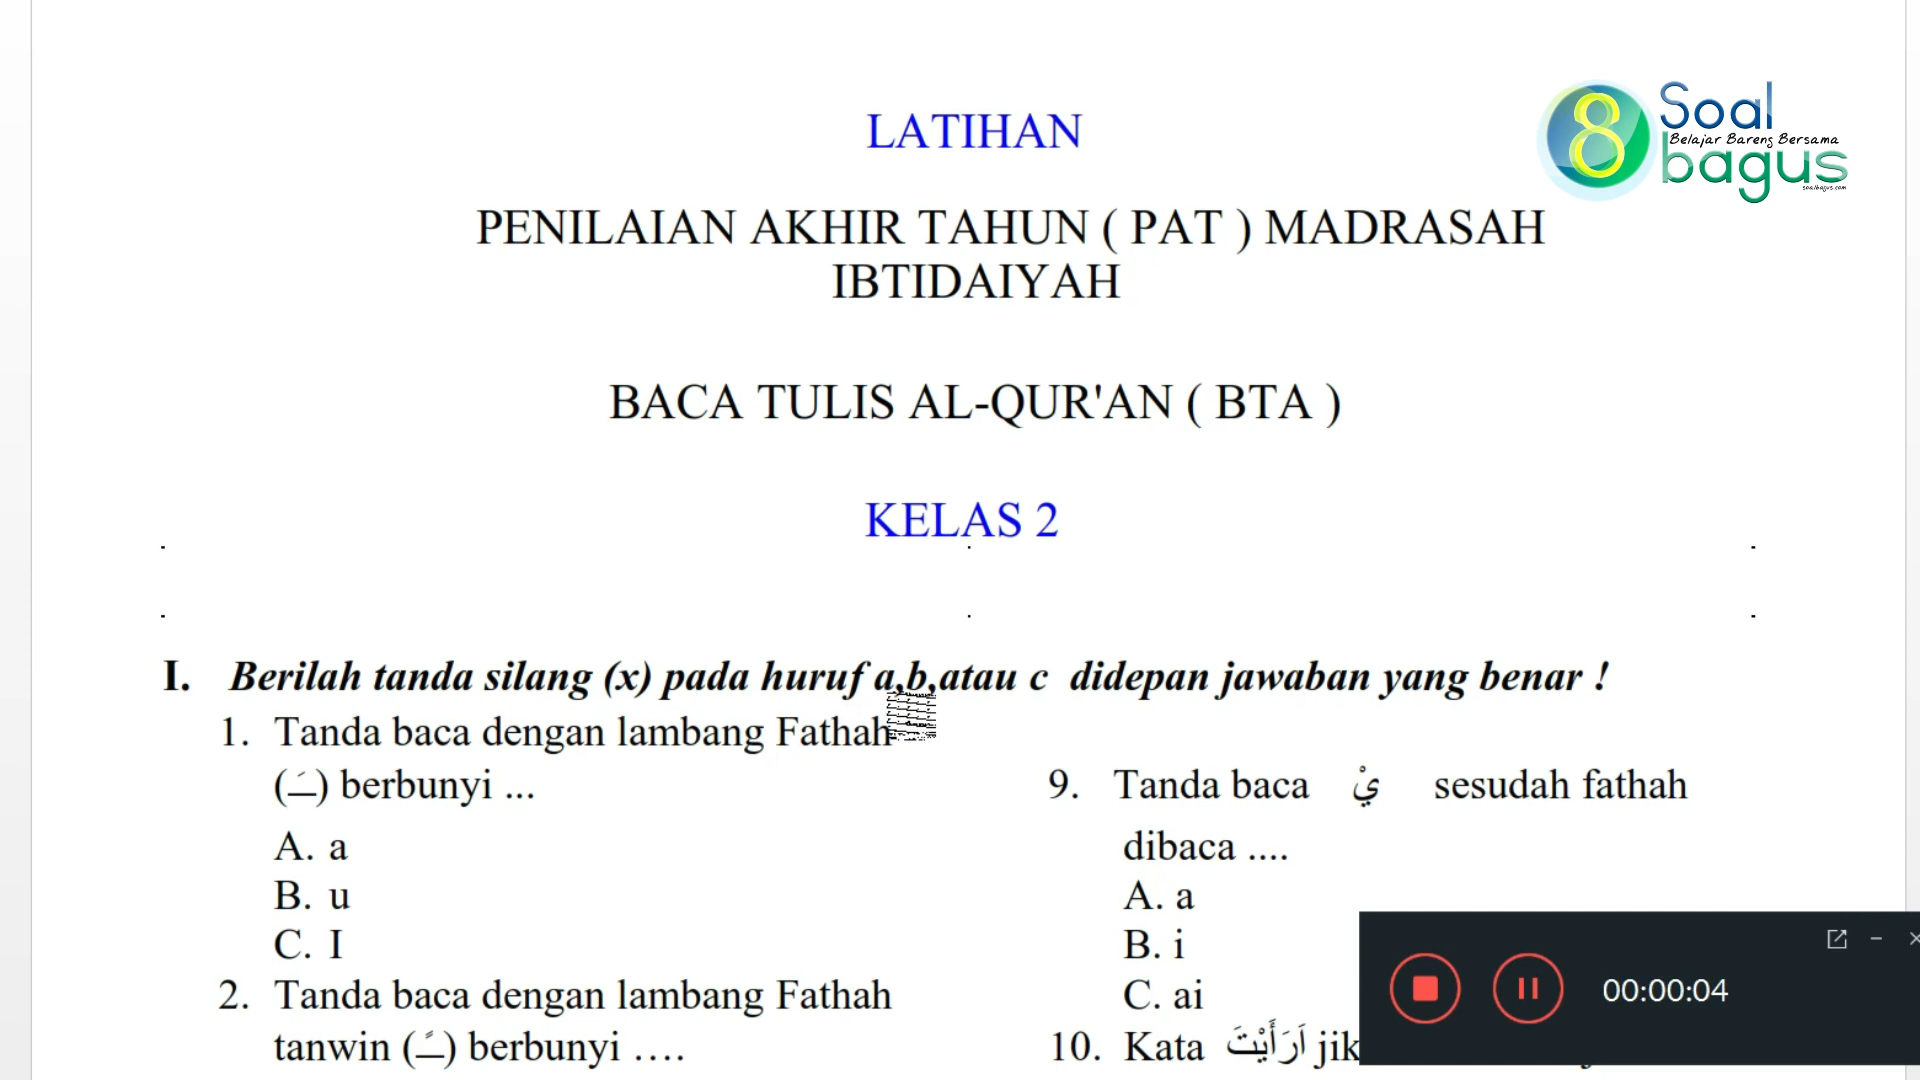 LATIHAN
Soal
Belajar Bareng Bersama
bagus
soalbagus.com
PENILAIAN AKHIR TAHUN ( PAT ) MADRASAH
IBTIDAIYAH
BACA TULIS AL-QUR'AN ( BTA )
KELAS 2
I. Berilah tanda silang (x) pada huruf a,b,atau c didepan jawaban yang benar !
1. Tanda baca dengan lambang Fathah
(ـَ) berbunyi ...
A. a
B. u
C. I
2. Tanda baca dengan lambang Fathah
tanwin (ـً) berbunyi ....
9. Tanda baca يْ sesudah fathah
dibaca ....
A. a
B. i
C. ai
10. Kata اَرَأَيْتَ
00:00:04